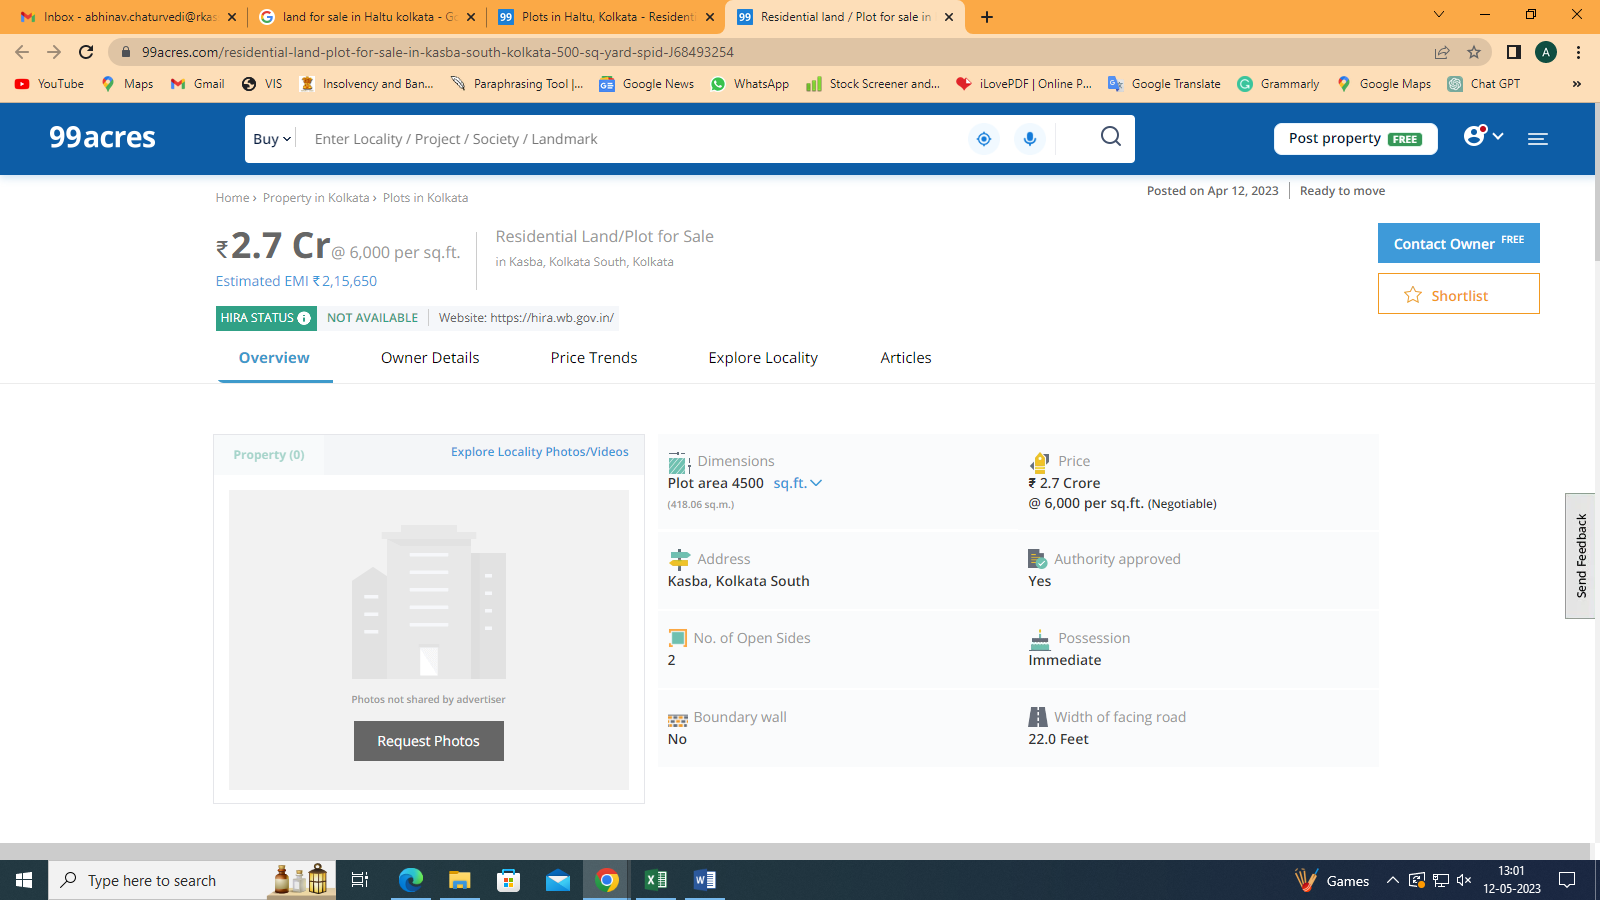 Inbox - abhinav.chaturvedi@rkas
land for sale in Haltu kolkata - Go
Plots in Haltu, Kolkata - Residenti
Residential land / Plot for sale in
99acres.com/residential-land-plot-for-sale-in-kasba-south-kolkata-500-sq-yard-spid-J68493254
A
YouTube Maps Gmail VIS Insolvency and Ban... Paraphrasing Tool |... Google News WhatsApp Stock Screener and... iLovePDF | Online P... Google Translate Grammarly Google Maps Chat GPT »
99acres Buy Enter Locality / Project / Society / Landmark Post property FREE
Home › Property in Kolkata › Plots in Kolkata
Posted on Apr 12, 2023 Ready to move
₹2.7 Cr @ 6,000 per sq.ft.
Estimated EMI ₹2,15,650
Residential Land/Plot for Sale
in Kasba, Kolkata South, Kolkata
Contact Owner FREE
Shortlist
HIRA STATUS i NOT AVAILABLE Website: https://hira.wb.gov.in/
Overview Owner Details Price Trends Explore Locality Articles
Property (0) Explore Locality Photos/Videos
Photos not shared by advertiser
Request Photos
Dimensions
Plot area 4500 sq.ft.
(418.06 sq.m.)
Price
₹ 2.7 Crore
@ 6,000 per sq.ft. (Negotiable)
Address
Kasba, Kolkata South
Authority approved
Yes
No. of Open Sides
2
Possession
Immediate
Boundary wall
No
Width of facing road
22.0 Feet
Send Feedback
Type here to search
Games
13:01
12-05-2023